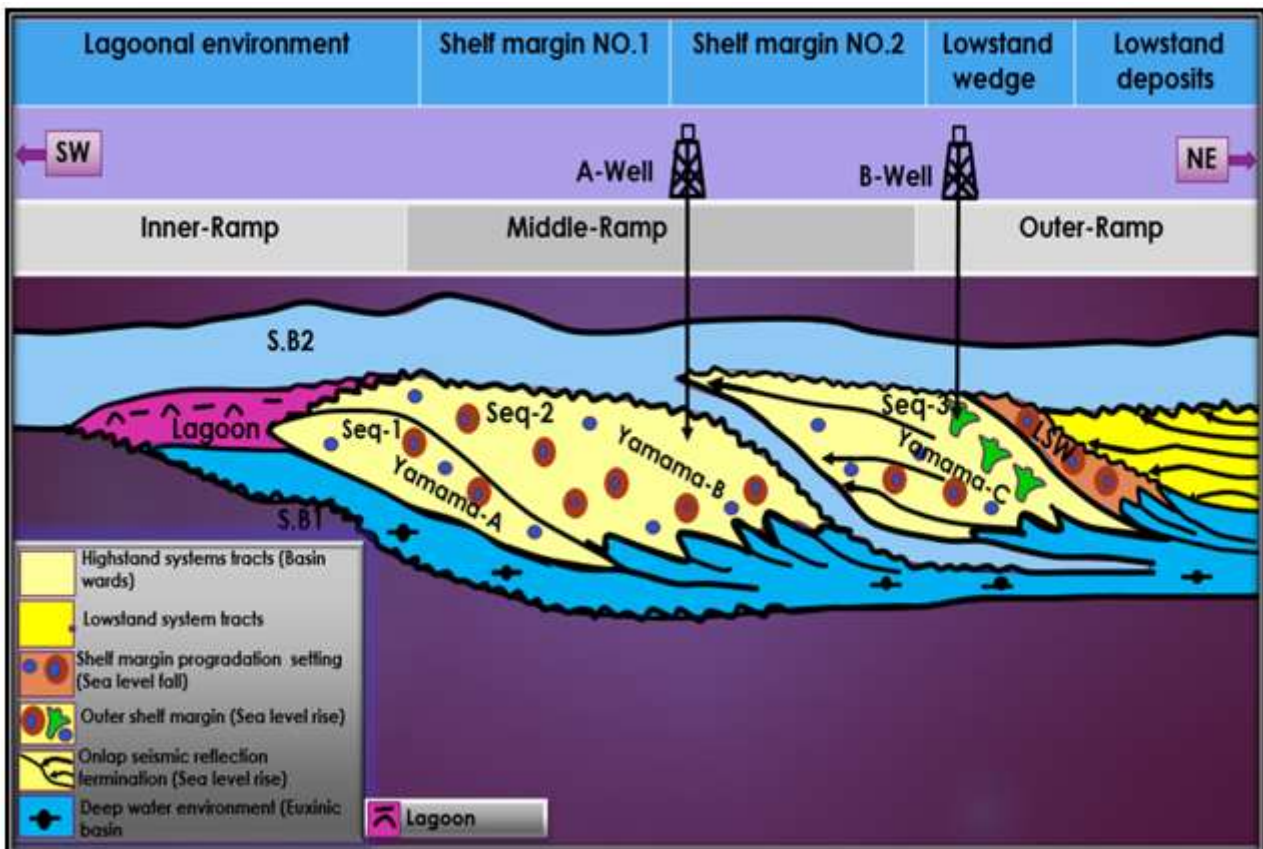 Lagoonal environment
Shelf margin NO.1
Shelf margin NO.2
Lowstand
wedge
Lowstand
deposits
SW
A-Well
B-Well
NE
Inner-Ramp
Middle-Ramp
Outer-Ramp
S.B2
Lagoon
Seq-1
Seq-2
Yamama-A
Yamama-B
Seq-3
Yamama-C
LSW
S.B1
Highstand systems tracts (Basin
wards)
Lowstand system tracts
Shelf margin progradation setting
(Sea level fall)
Outer shelf margin (Sea level rise)
Onlap seismic reflection
termination (Sea level rise)
Deep water environment (Euxinic
basin
Lagoon